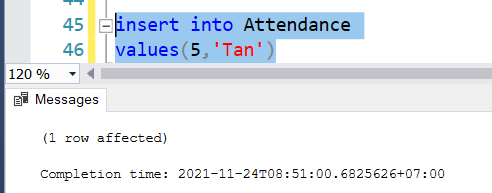 45 insert into Attendance
46 values(5,'Tan')
120 %
Messages
(1 row affected)
Completion time: 2021-11-24T08:51:00.6825626+07:00